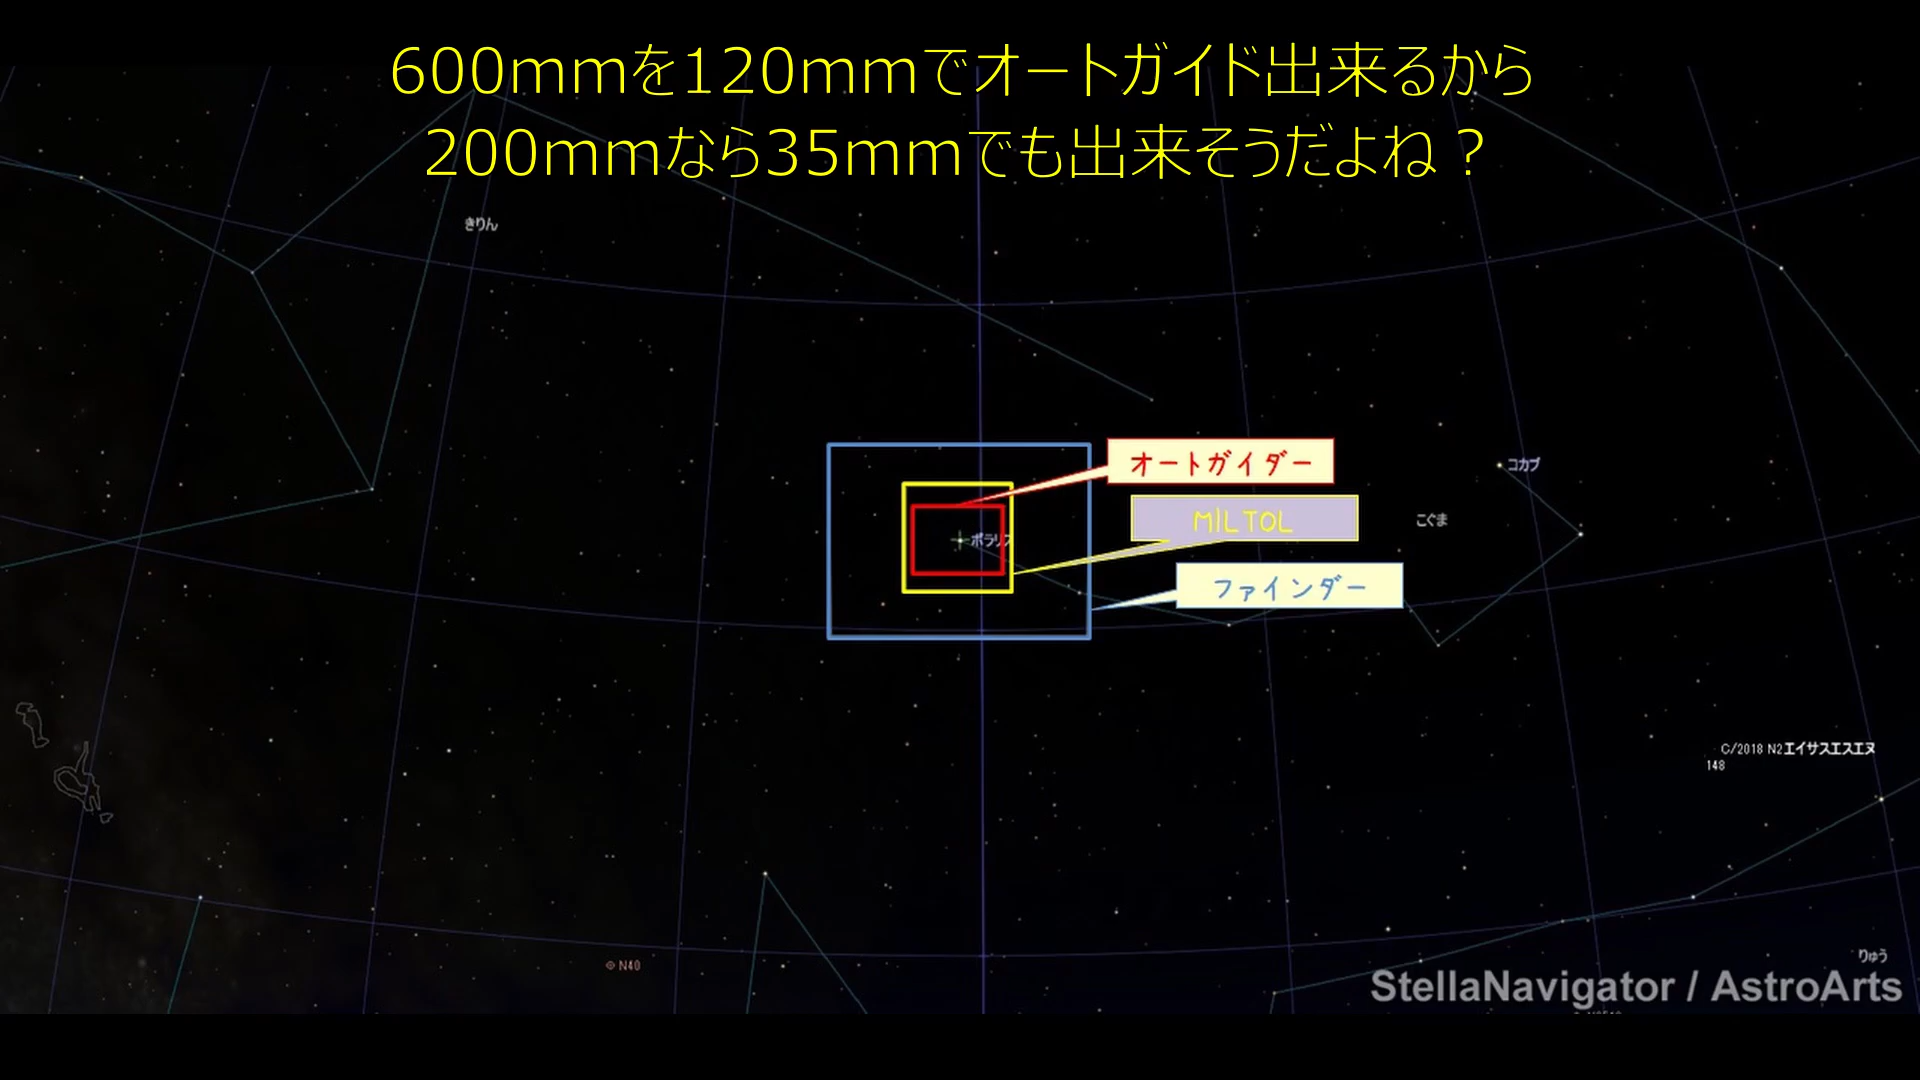 600mmを120mmでオートガイド出来るから
200mmなら35mmでも出来そうだよね？
きりん
オートガイダー
コカブ
MILTOL
こぐま
ポラリス
ファインダー
C/2018 N2エイサスエスエヌ
148
りゅう
N40
StellaNavigator / AstroArts